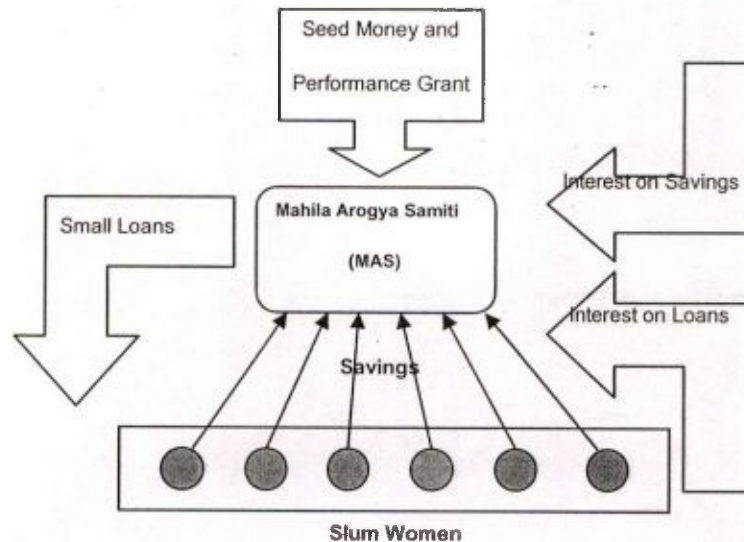 Seed Money and
Performance Grant
Interest on Savings
Small Loans
Mahila Arogya Samiti
(MAS)
Interest on Loans
Savings
Slum Women